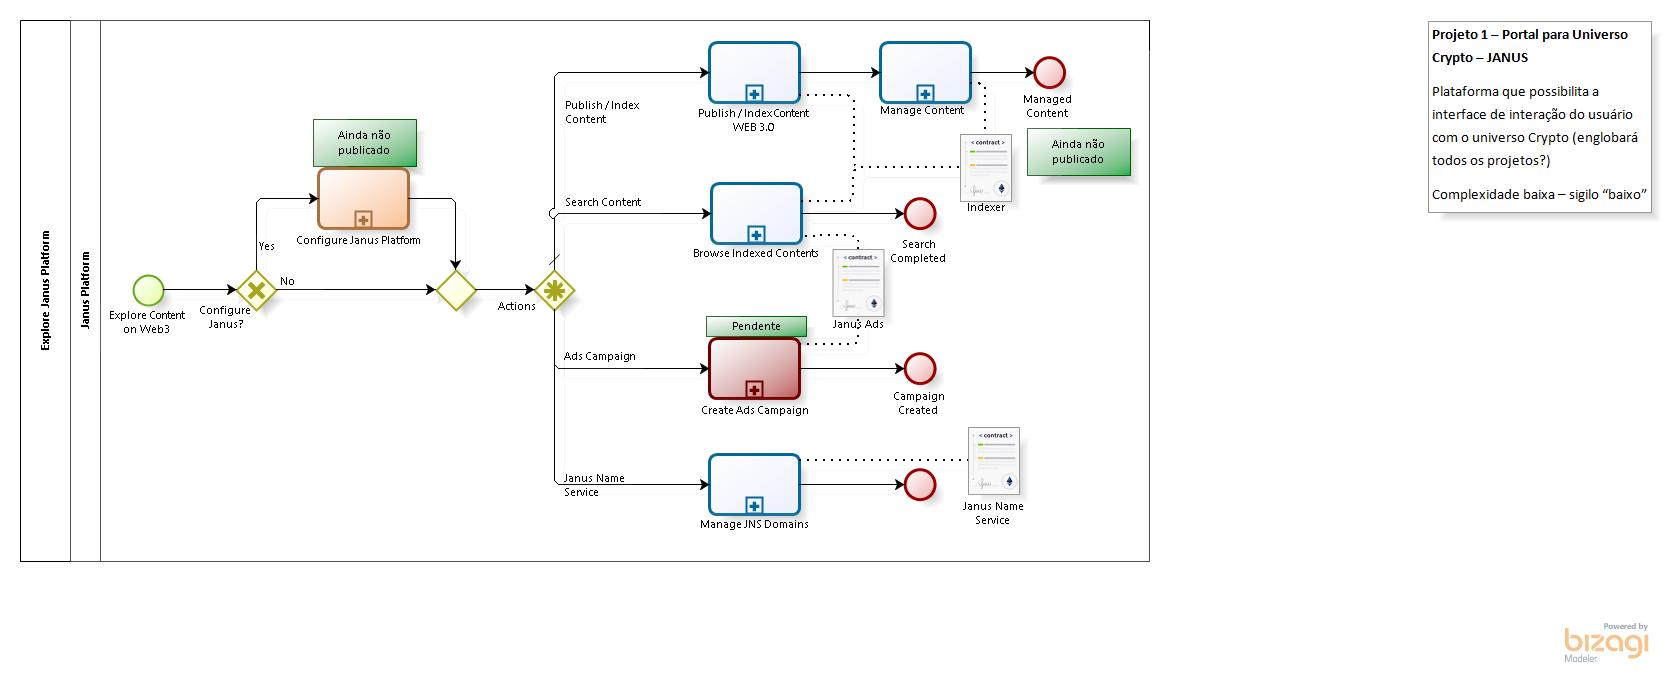 Explore Janus Platform
Janus Platform
Explore Content
on Web3
Configure
Janus?
Yes
No
Ainda não
publicado
Configure Janus Platform
Actions
Publish / Index
Content
Publish / Index Content
WEB 3.0
Manage Content
Managed
Content
< contract >
Indexer
Ainda não
publicado
Search Content
Browse Indexed Contents
Search
Completed
< contract >
Janus Ads
Pendente
Ads Campaign
Create Ads Campaign
Campaign
Created
Janus Name
Service
Manage JNS Domains
< contract >
Janus Name
Service
Projeto 1 – Portal para Universo
Crypto – JANUS
Plataforma que possibilita a
interface de interação do usuário
com o universo Crypto (englobará
todos os projetos?)
Complexidade baixa – sigilo “baixo”
Powered by
bizagi
Modeler